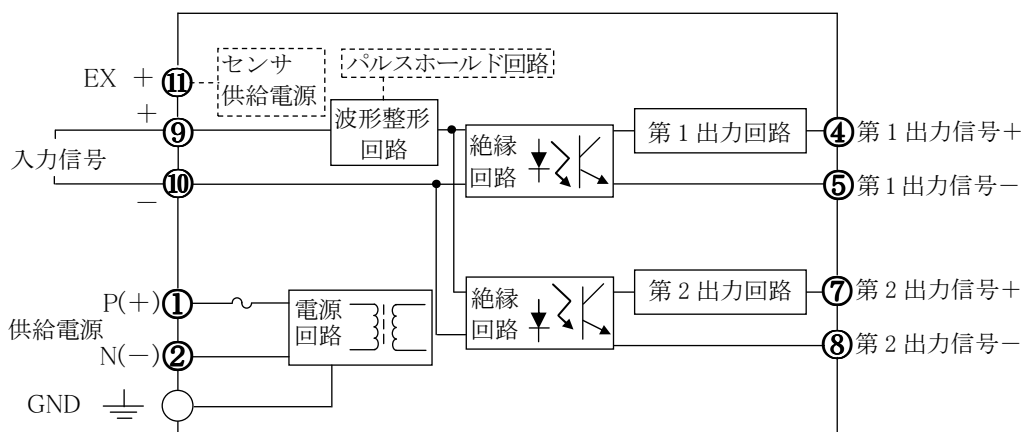 EX +
⑪
センサ
供給電源
パルスホールド回路
+
⑨
波形整形
回路
入力信号
⑩
−
絶縁
回路
第1出力回路
④
第1出力信号+
⑤
第1出力信号−
P(+)
①
供給電源
N(−)
②
電源
回路
絶縁
回路
第2出力回路
⑦
第2出力信号+
⑧
第2出力信号−
GND